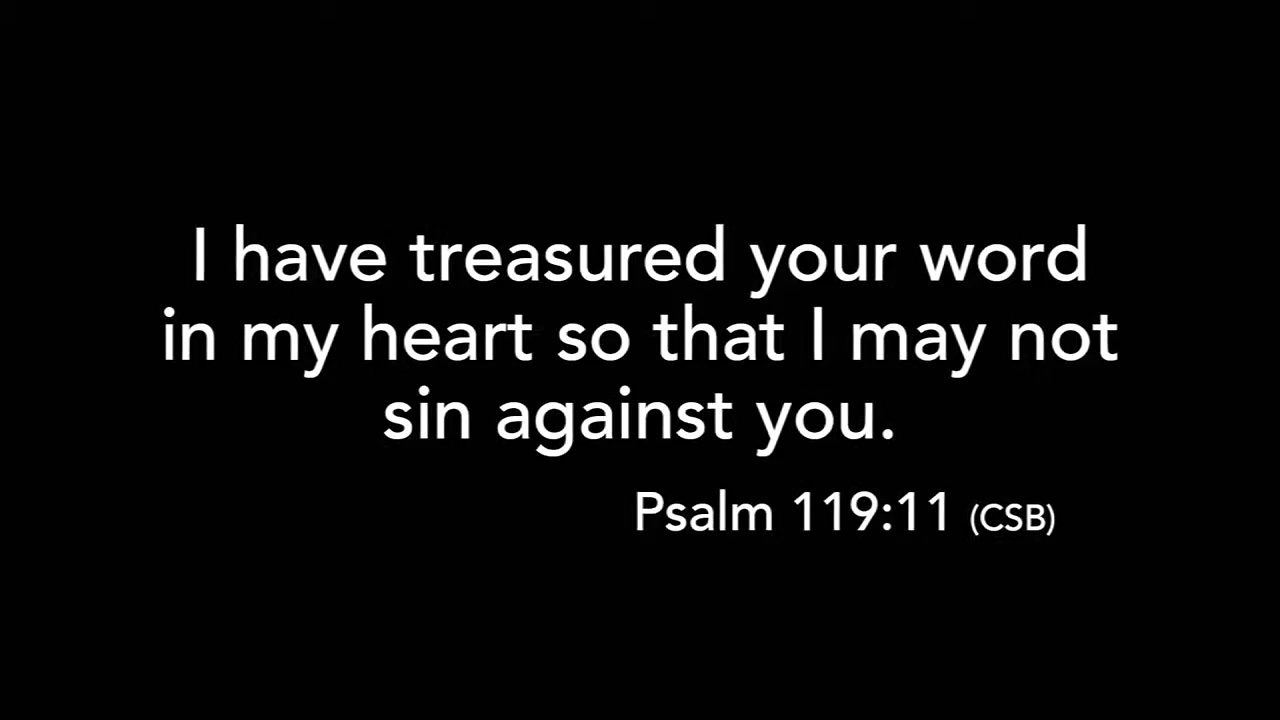 I have treasured your word
in my heart so that I may not
sin against you.
Psalm 119:11 (CSB)